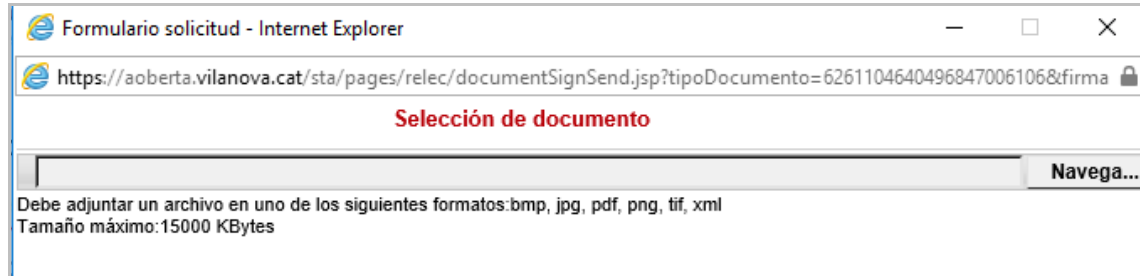 Formulario solicitud - Internet Explorer
https://aoberta.vilanova.cat/sta/pages/relec/documentSignSend.jsp?tipoDocumento=6261104640496847006106&firma
Selección de documento
Navega...
Debe adjuntar un archivo en uno de los siguientes formatos:bmp, jpg, pdf, png, tif, xml
Tamaño máximo:15000 KBytes